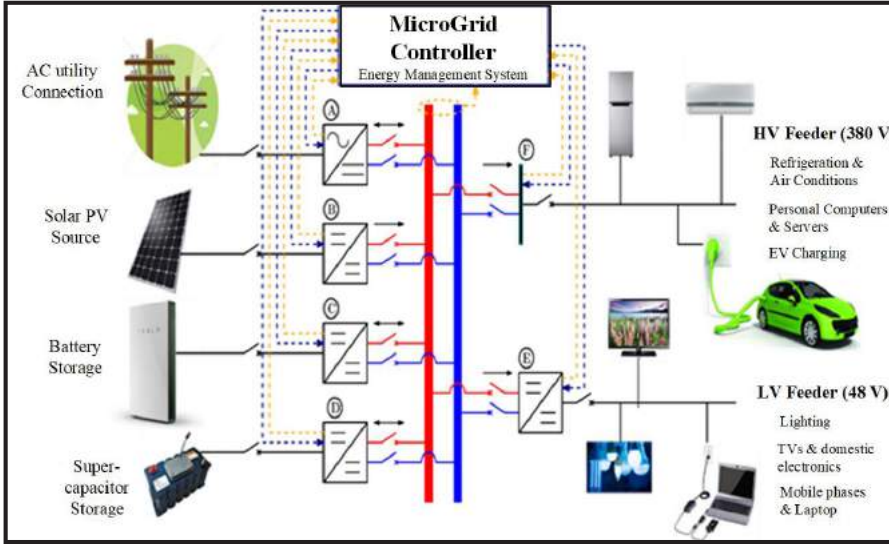 MicroGrid
Controller
Energy Management System
AC utility
Connection
Solar PV
Source
Battery
Storage
Super-
capacitor
Storage
A
B
C
D
F
E
HV Feeder (380 V)
Refrigeration &
Air Conditions
Personal Computers
& Servers
EV Charging
LV Feeder (48 V)
Lighting
TVs & domestic
electronics
Mobile phases
& Laptop